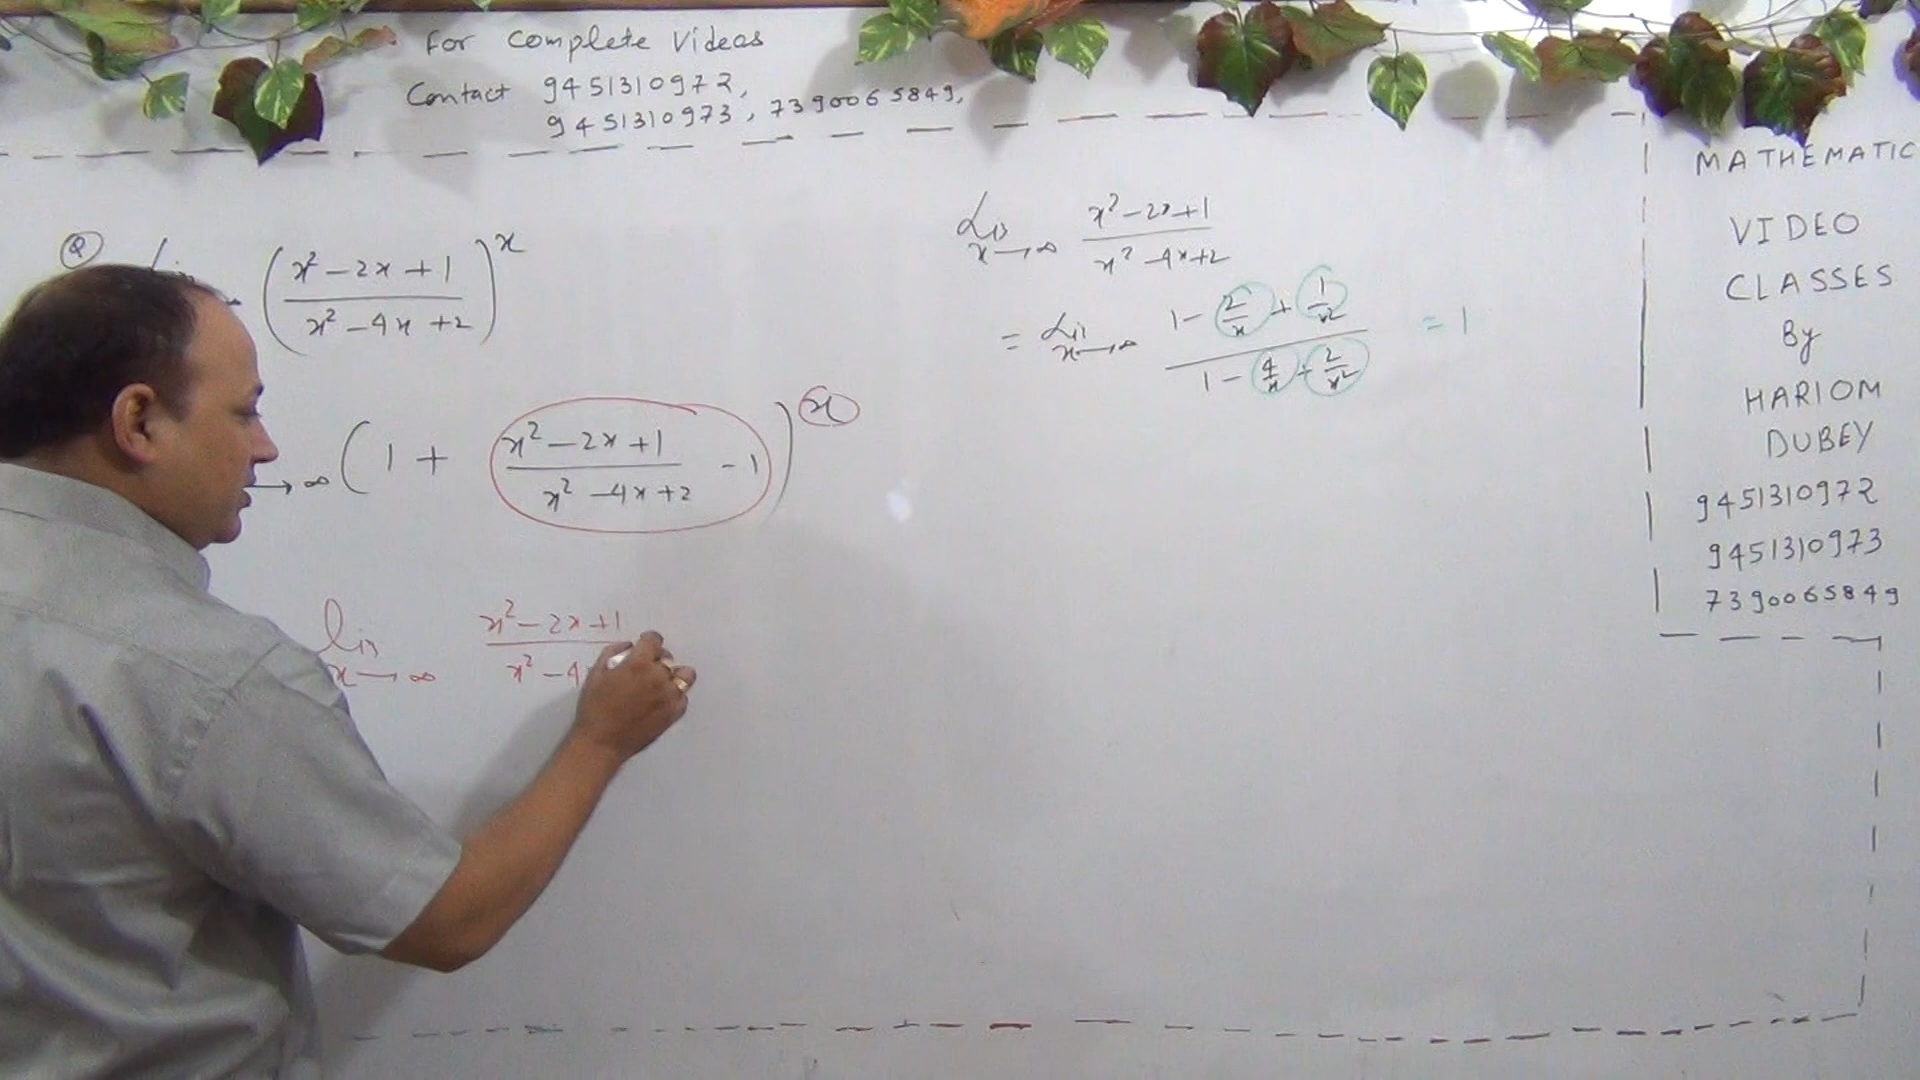 For Complete Videos
Contact 9451310972,
9451310973, 7390065849,
Q (x² - 2x + 1 / x² - 4x + 2)^x
→ ∞ (1 + x² - 2x + 1 / x² - 4x + 2 - 1)^x
lim x→∞ x² - 2x + 1 / x² - 4
Lim x→∞ x² - 2x + 1 / x² - 4x + 2
= Lim x→∞ 1 - 2/x + 1/x² / 1 - 4/x + 2/x² = 1
MATHEMATIC
VIDEO
CLASSES
By
HARIOM
DUBEY
9451310972
9451310973
7390065849